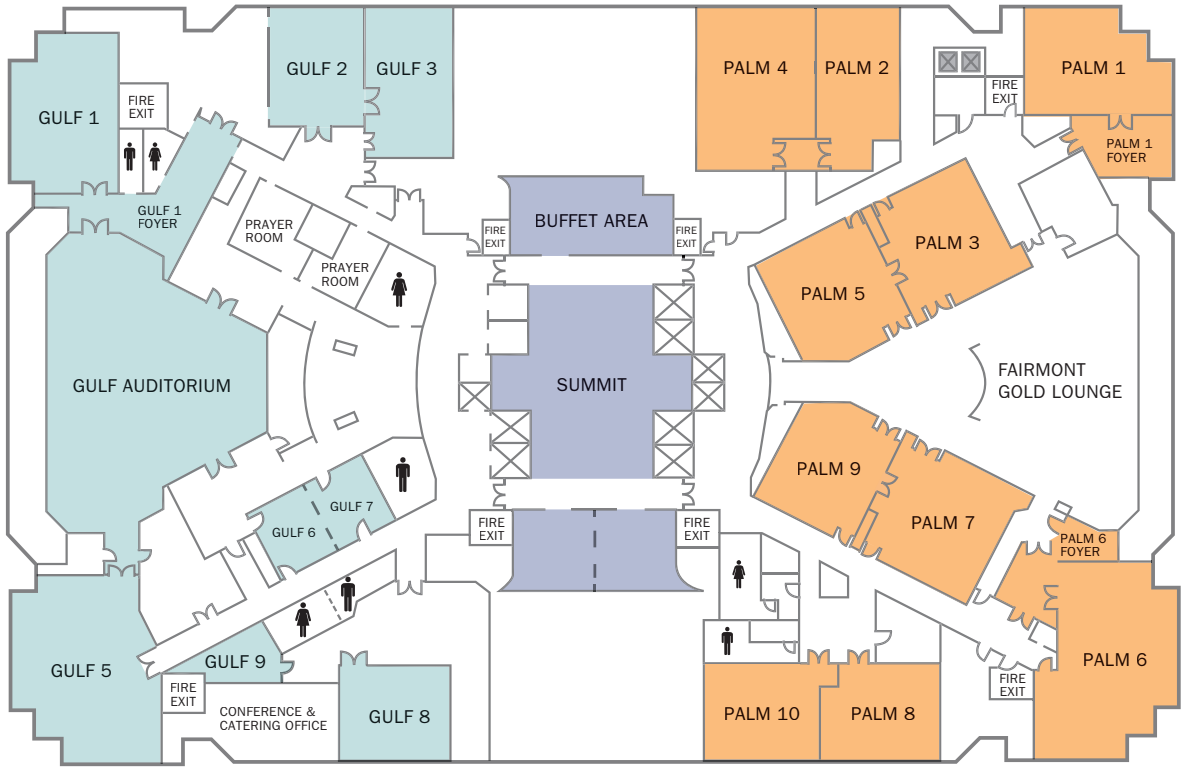 GULF 2
GULF 3
PALM 4
PALM 2
PALM 1
GULF 1
FIRE
EXIT
FIRE
EXIT
PALM 1
FOYER
GULF 1
FOYER
PRAYER
ROOM
PRAYER
ROOM
FIRE
EXIT
BUFFET AREA
FIRE
EXIT
PALM 3
PALM 5
GULF AUDITORIUM
SUMMIT
FAIRMONT
GOLD LOUNGE
PALM 9
GULF 7
GULF 6
FIRE
EXIT
FIRE
EXIT
PALM 7
PALM 6
FOYER
GULF 5
GULF 9
PALM 6
FIRE
EXIT
FIRE
EXIT
CONFERENCE &
CATERING OFFICE
GULF 8
PALM 10
PALM 8